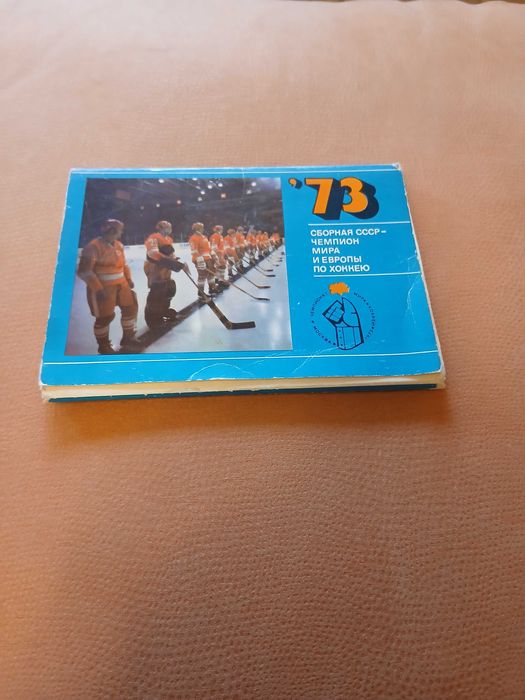 '73
СБОРНАЯ СССР –
ЧЕМПИОН
МИРА
И ЕВРОПЫ
ПО ХОККЕЮ